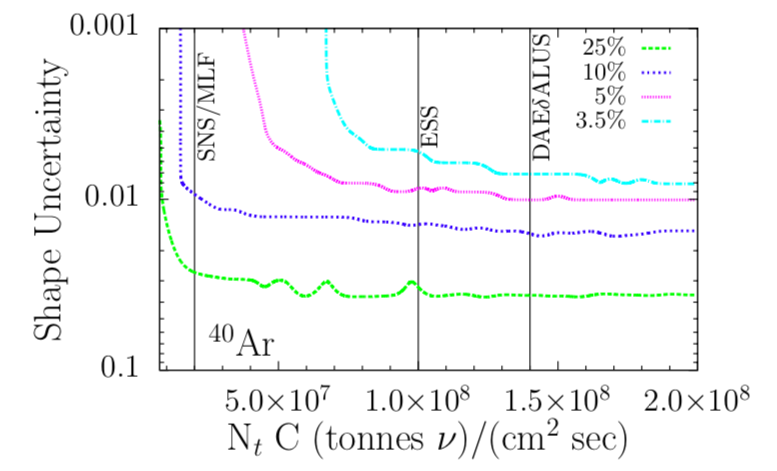 0.001
0.01
0.1
Shape Uncertainty
SNS/MLF
ESS
DAEδALUS
25%
10%
5%
3.5%
⁴⁰Ar
5.0×10⁷
1.0×10⁸
1.5×10⁸
2.0×10⁸
Nₜ C (tonnes ν)/(cm² sec)